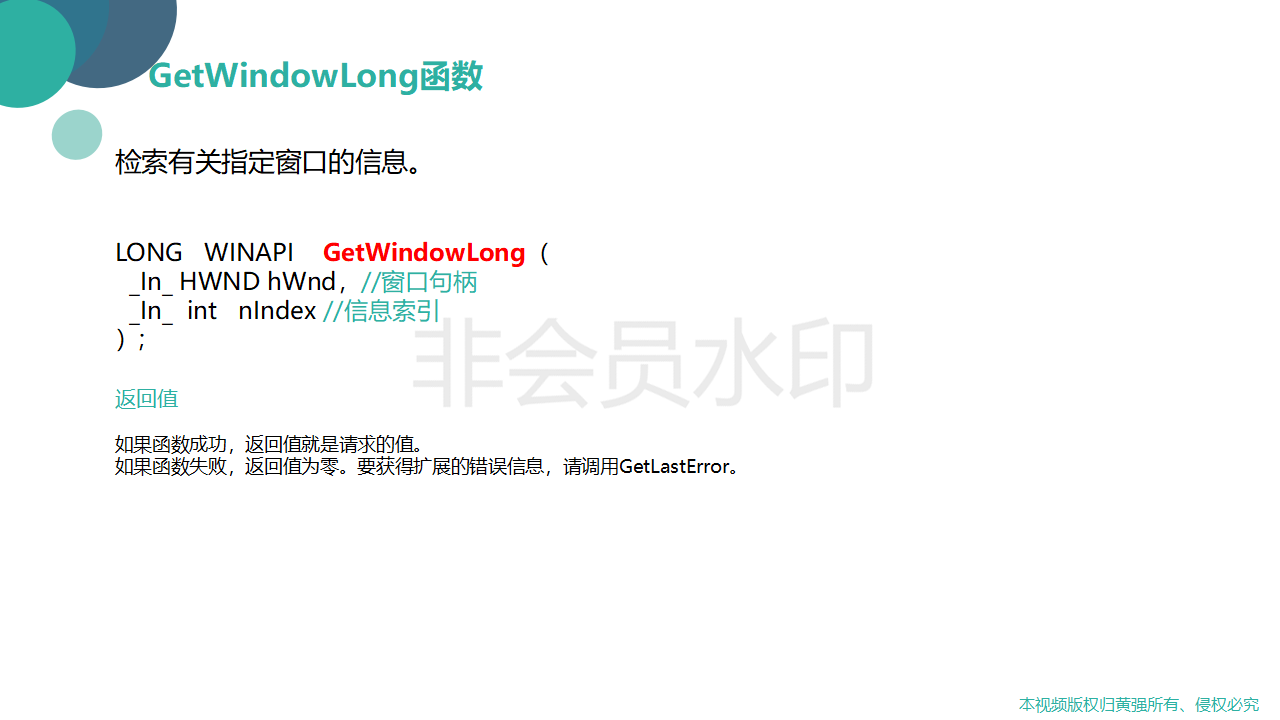 GetWindowLong函数
检索有关指定窗口的信息。
LONG WINAPI GetWindowLong（
_In_ HWND hWnd，//窗口句柄
_In_ int nIndex //信息索引
）；
非会员水印
返回值
如果函数成功，返回值就是请求的值。
如果函数失败，返回值为零。要获得扩展的错误信息，请调用GetLastError。
本视频版权归黄强所有、侵权必究